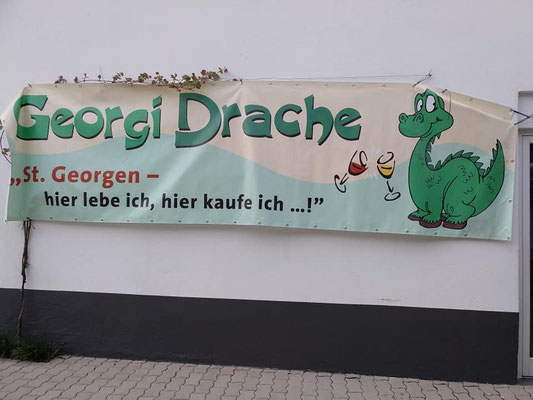 Georgi Drache
„St. Georgen –
hier lebe ich, hier kaufe ich ...!”